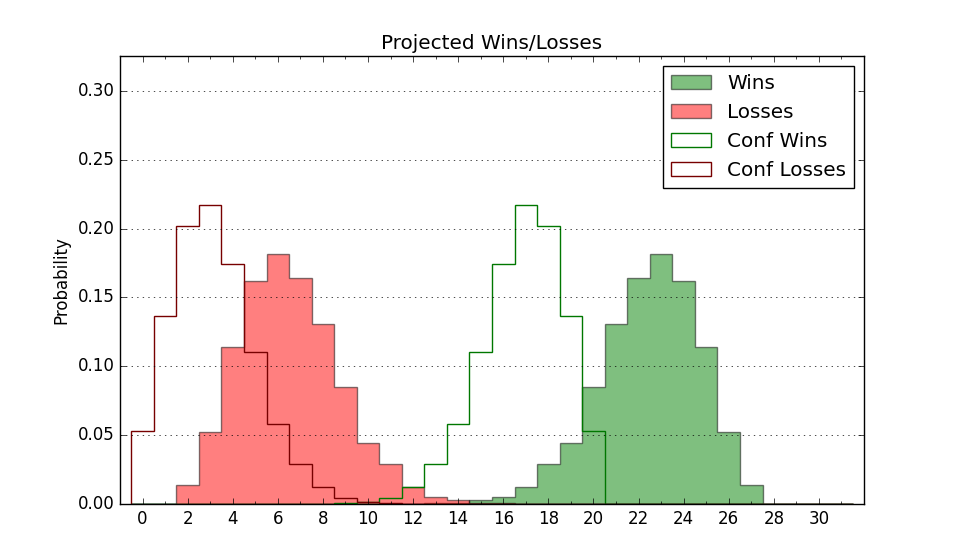 Projected Wins/Losses
Wins
Losses
Conf Wins
Conf Losses
Probability
0.30
0.25
0.20
0.15
0.10
0.05
0.00
0 2 4 6 8 10 12 14 16 18 20 22 24 26 28 30